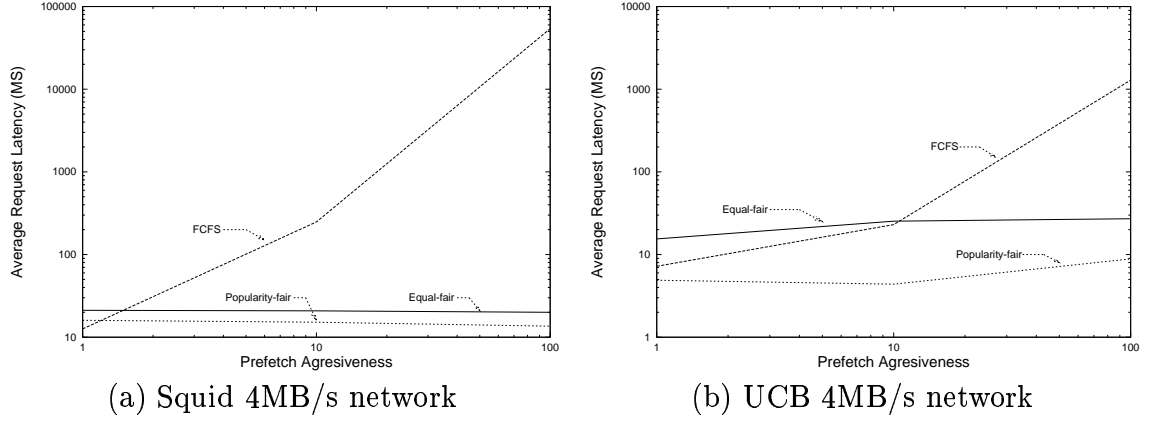 100000
10000
1000
100
10
1
10
100
Average Request Latency (MS)
Prefetch Agresiveness
FCFS
Popularity-fair
Equal-fair
(a) Squid 4MB/s network
10000
1000
100
10
1
1
10
100
Average Request Latency (MS)
Prefetch Agresiveness
FCFS
Equal-fair
Popularity-fair
(b) UCB 4MB/s network